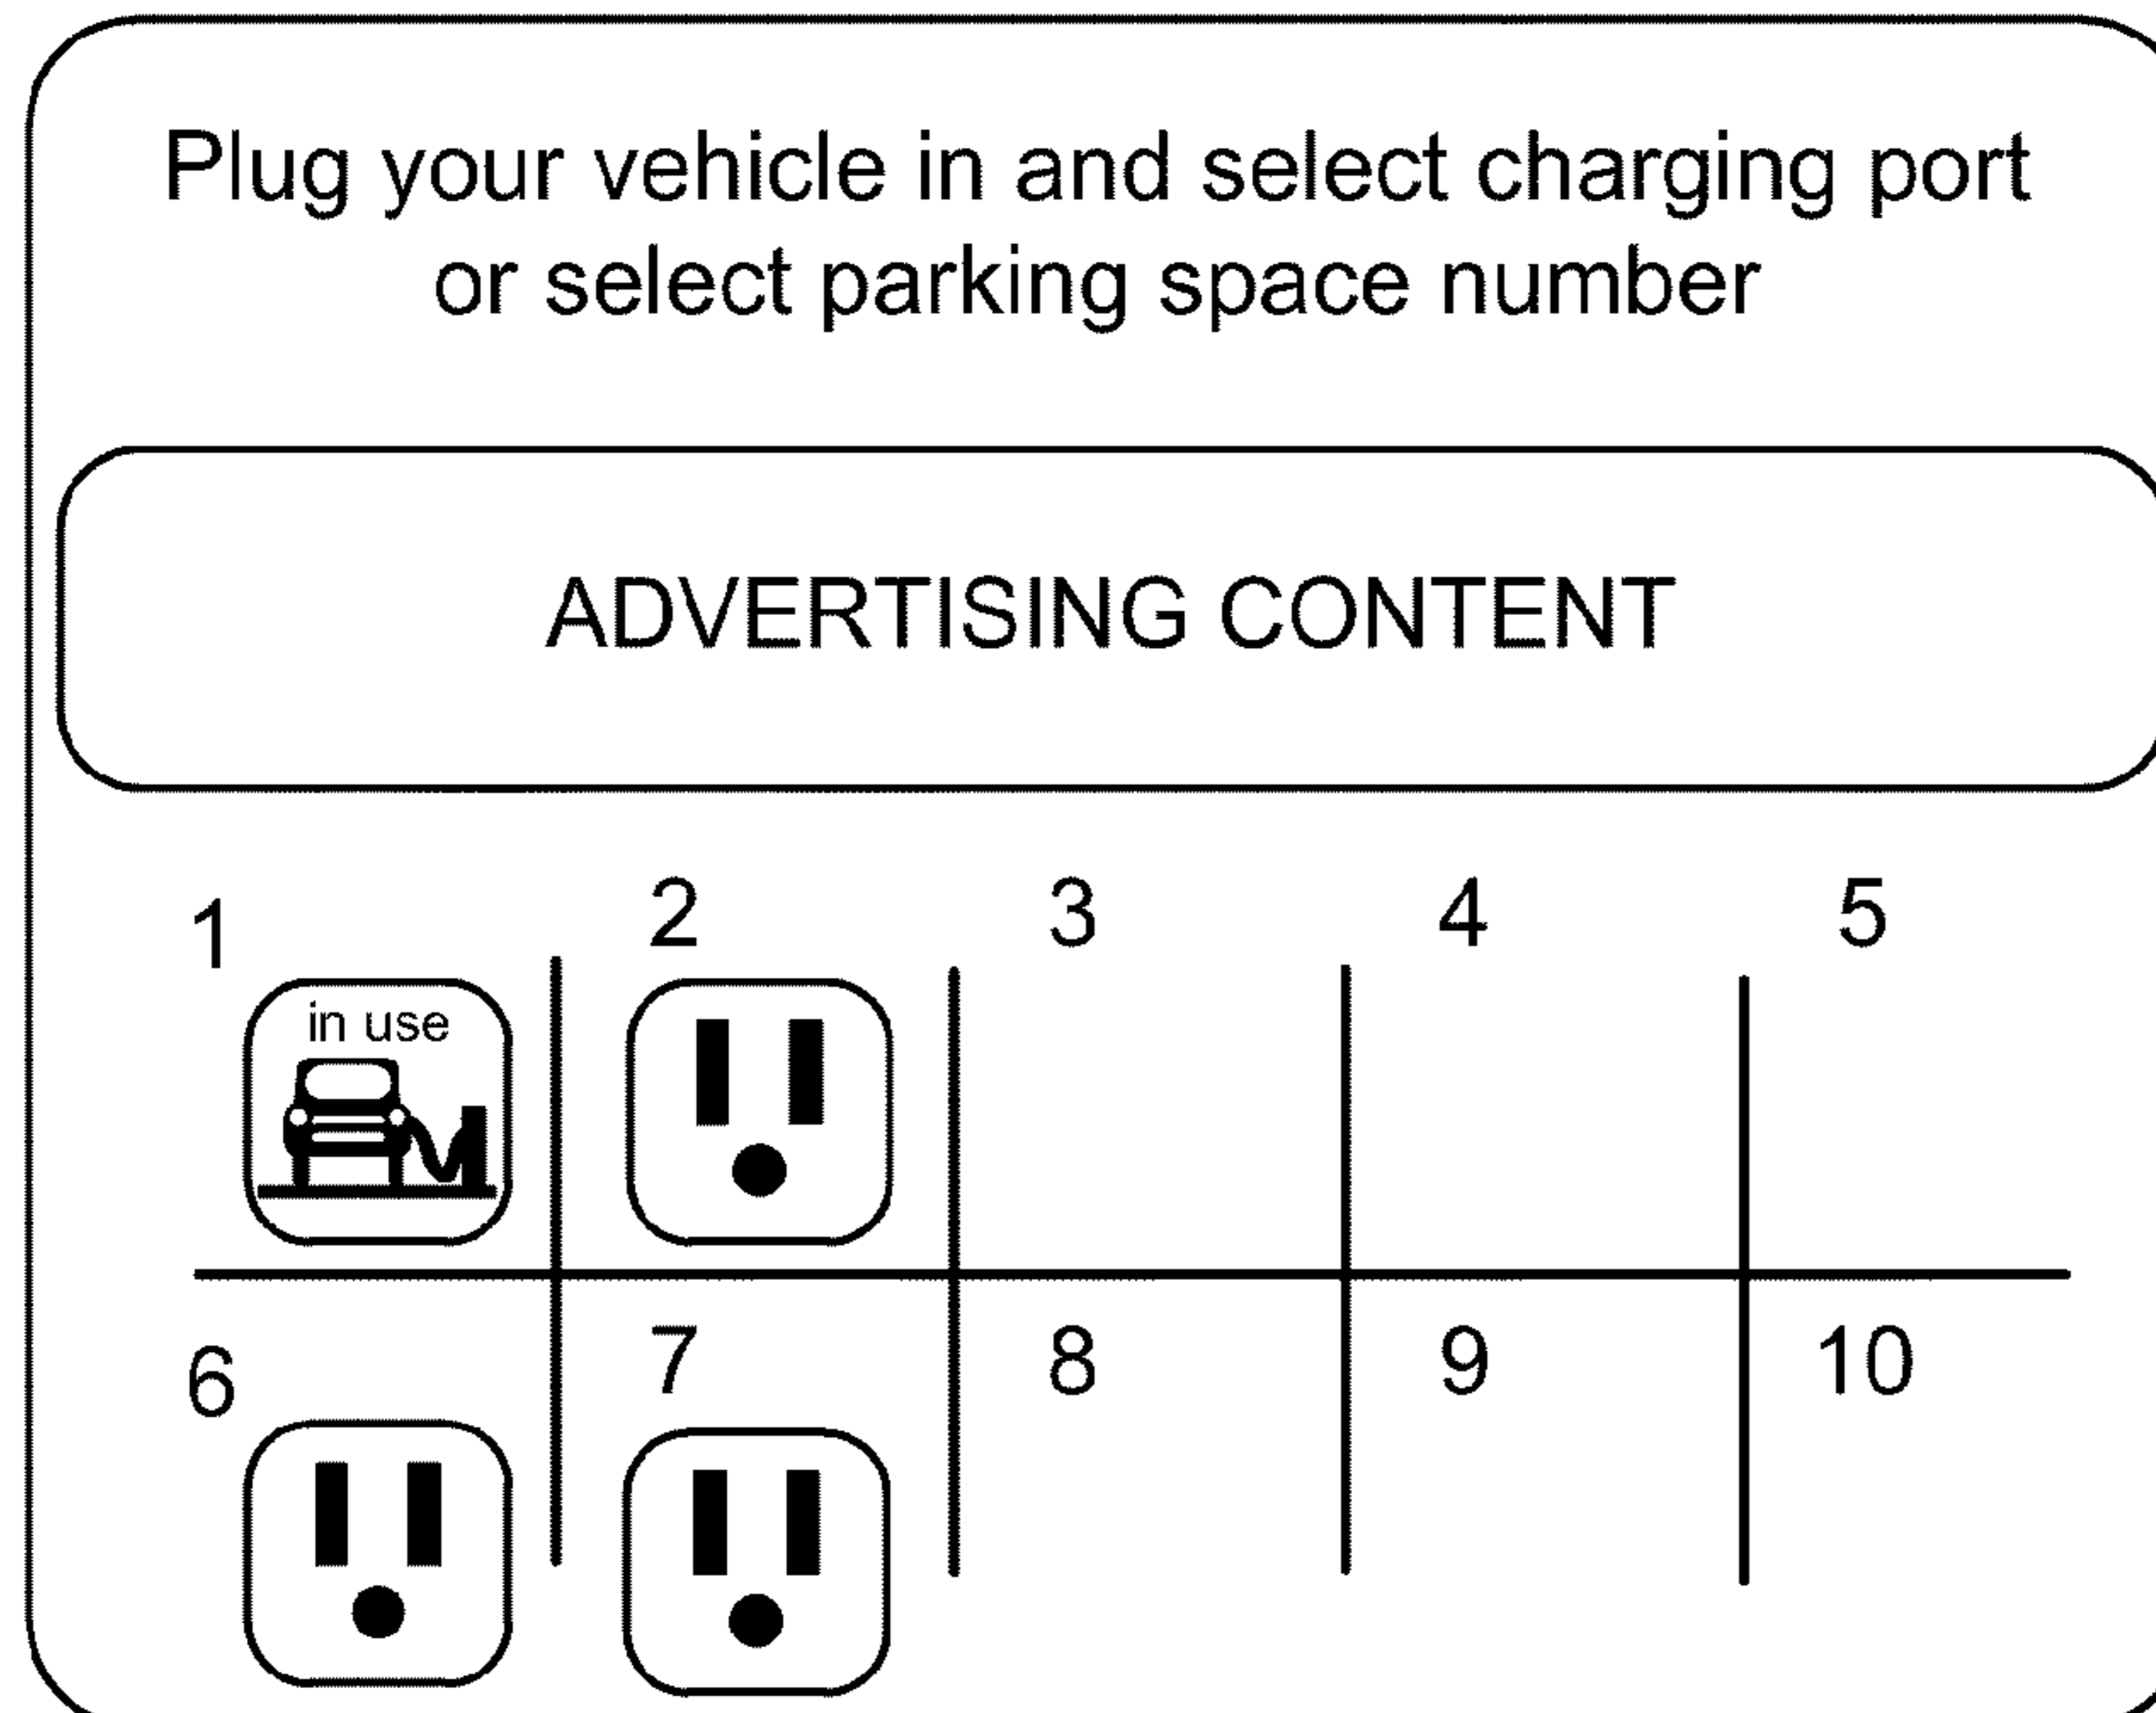 Plug your vehicle in and select charging port
or select parking space number
ADVERTISING CONTENT
1 2 3 4 5
in use
6 7 8 9 10